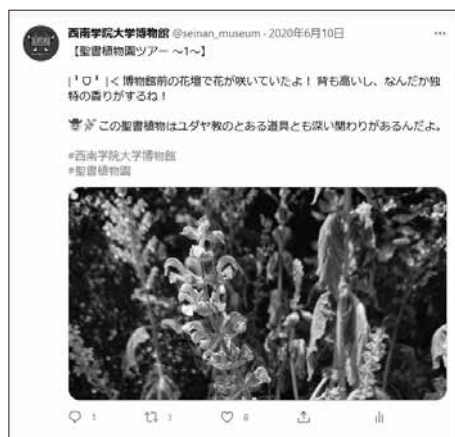 西南学院大学博物館 @seinan_museum・2020年6月10日
【聖書植物園ツアー ～1～】
|'ロ'|< 博物館前の花壇で花が咲いていたよ！ 背も高いし、なんだか独
特の香りがするね！
この聖書植物はユダヤ教のとある道具とも深い関わりがあるんだよ。
#西南学院大学博物館
#聖書植物園
1 3 8